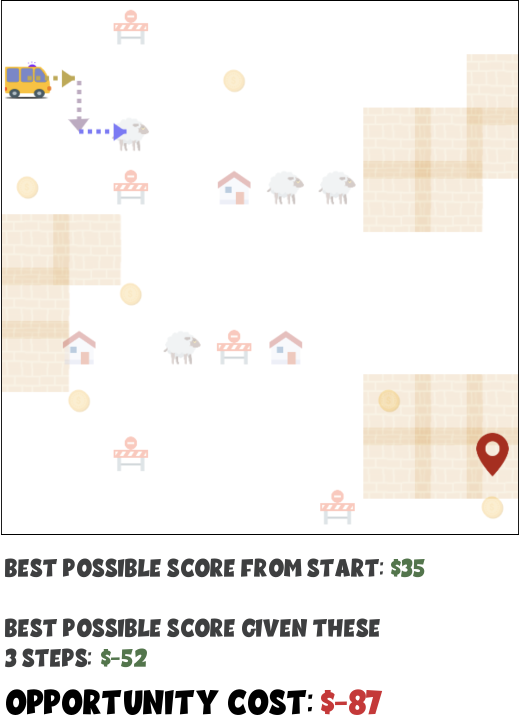 BEST POSSIBLE SCORE FROM START: $35
BEST POSSIBLE SCORE GIVEN THESE
3 STEPS: $-52
OPPORTUNITY COST: $-87